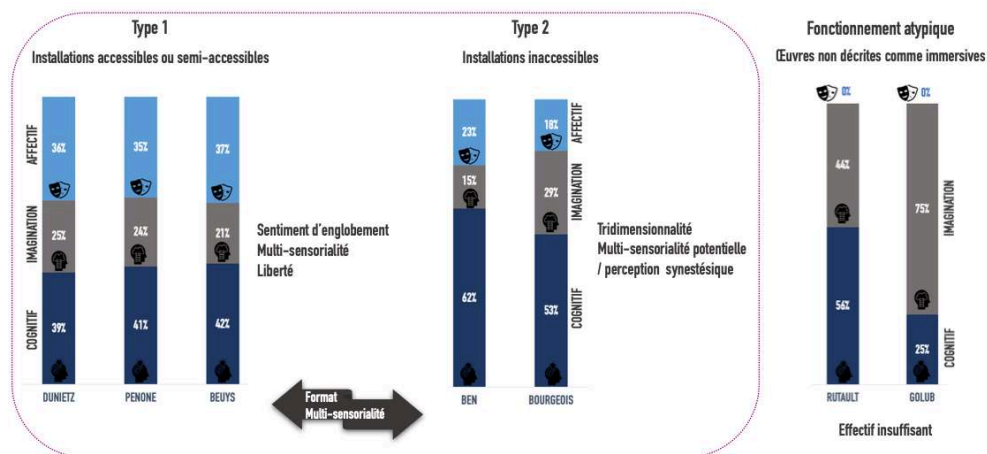 Type 1
Installations accessibles ou semi-accessibles
AFFECTIF
IMAGINATION
COGNITIF
36%
25%
39%
DUNIETZ
35%
24%
41%
PENONE
37%
21%
42%
BEUYS
Sentiment d'englobement
Multi-sensorialité
Liberté
Format
Multi-sensorialité
Type 2
Installations inaccessibles
23%
15%
62%
BEN
18%
29%
53%
BOURGEOIS
AFFECTIF
IMAGINATION
COGNITIF
Tridimensionnalité
Multi-sensorialité potentielle
/ perception synestésique
Fonctionnement atypique
Œuvres non décrites comme immersives
0%
44%
56%
RUTAULT
0%
75%
25%
GOLUB
IMAGINATION
COGNITIF
Effectif insuffisant